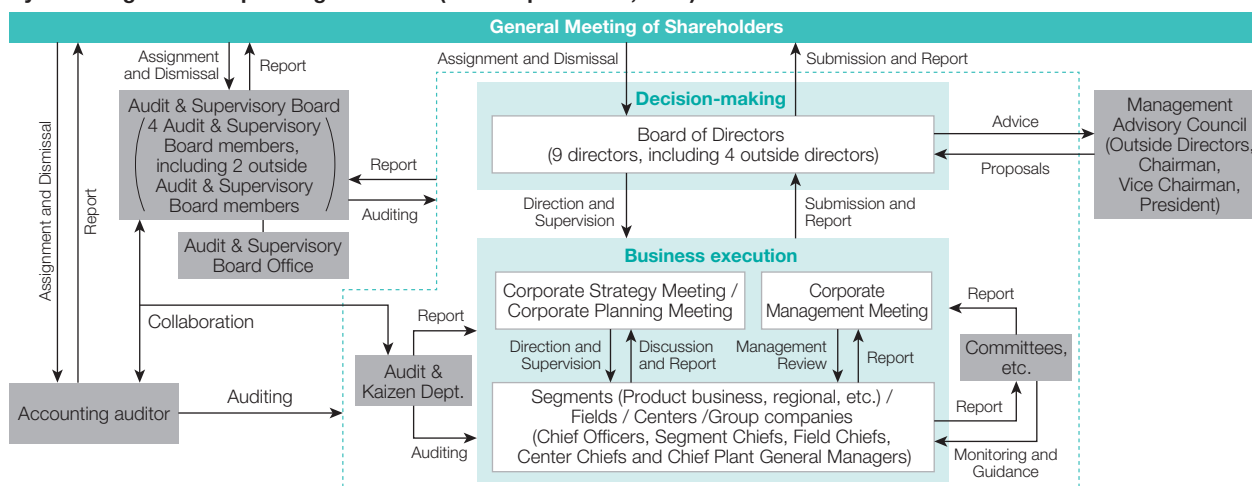 General Meeting of Shareholders
Assignment
and Dismissal
Report
Assignment and Dismissal
Submission and Report
Assignment and Dismissal
Report
Audit & Supervisory Board
4 Audit & Supervisory
Board members,
including 2 outside
Audit & Supervisory
Board members
Audit & Supervisory
Board Office
Report
Auditing
Decision-making
Board of Directors
(9 directors, including 4 outside directors)
Advice
Proposals
Management
Advisory Council
(Outside Directors,
Chairman,
Vice Chairman,
President)
Direction and
Supervision
Submission and
Report
Business execution
Corporate Strategy Meeting /
Corporate Planning Meeting
Corporate
Management Meeting
Direction and
Supervision
Discussion
and Report
Management
Review
Report
Segments (Product business, regional, etc.) /
Fields / Centers /Group companies
(Chief Officers, Segment Chiefs, Field Chiefs,
Center Chiefs and Chief Plant General Managers)
Collaboration
Report
Audit &
Kaizen Dept.
Auditing
Accounting auditor
Auditing
Report
Committees,
etc.
Report
Monitoring and
Guidance